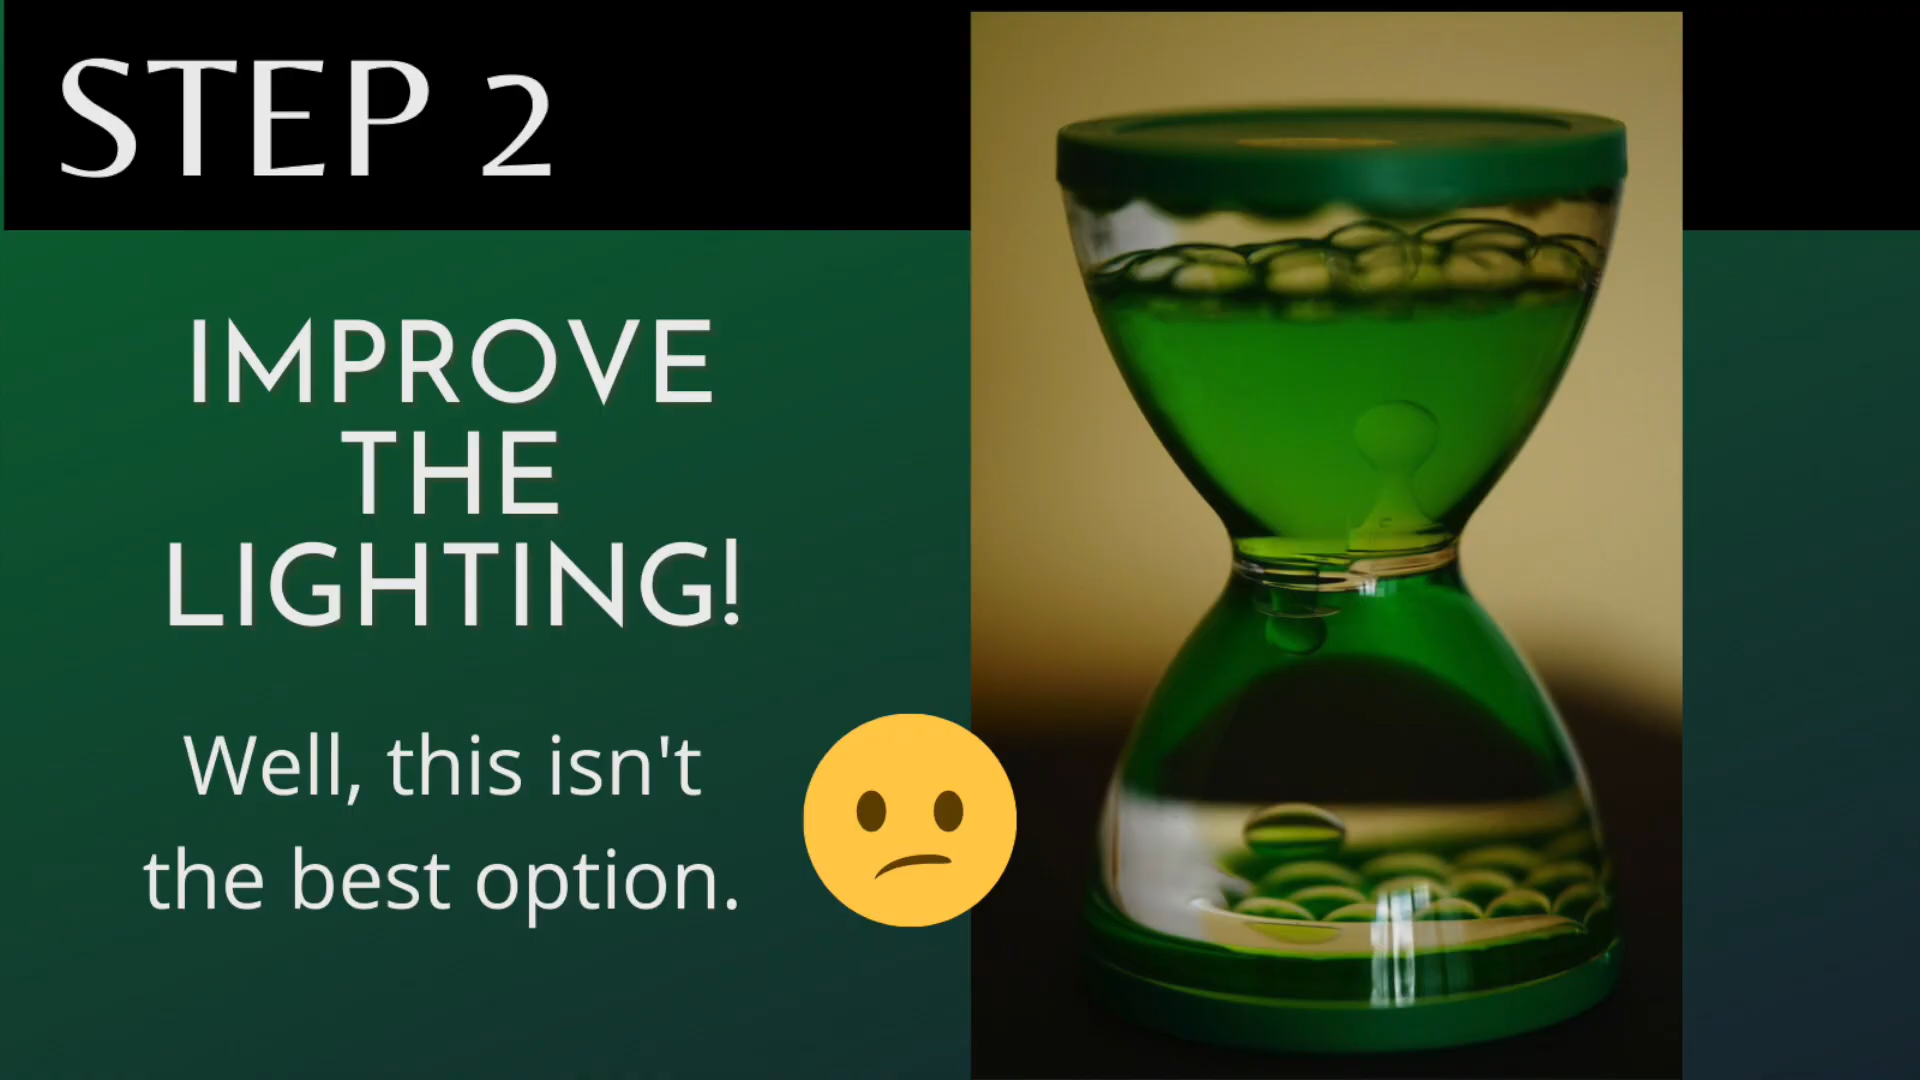 STEP 2
IMPROVE
THE
LIGHTING!
Well, this isn't
the best option.